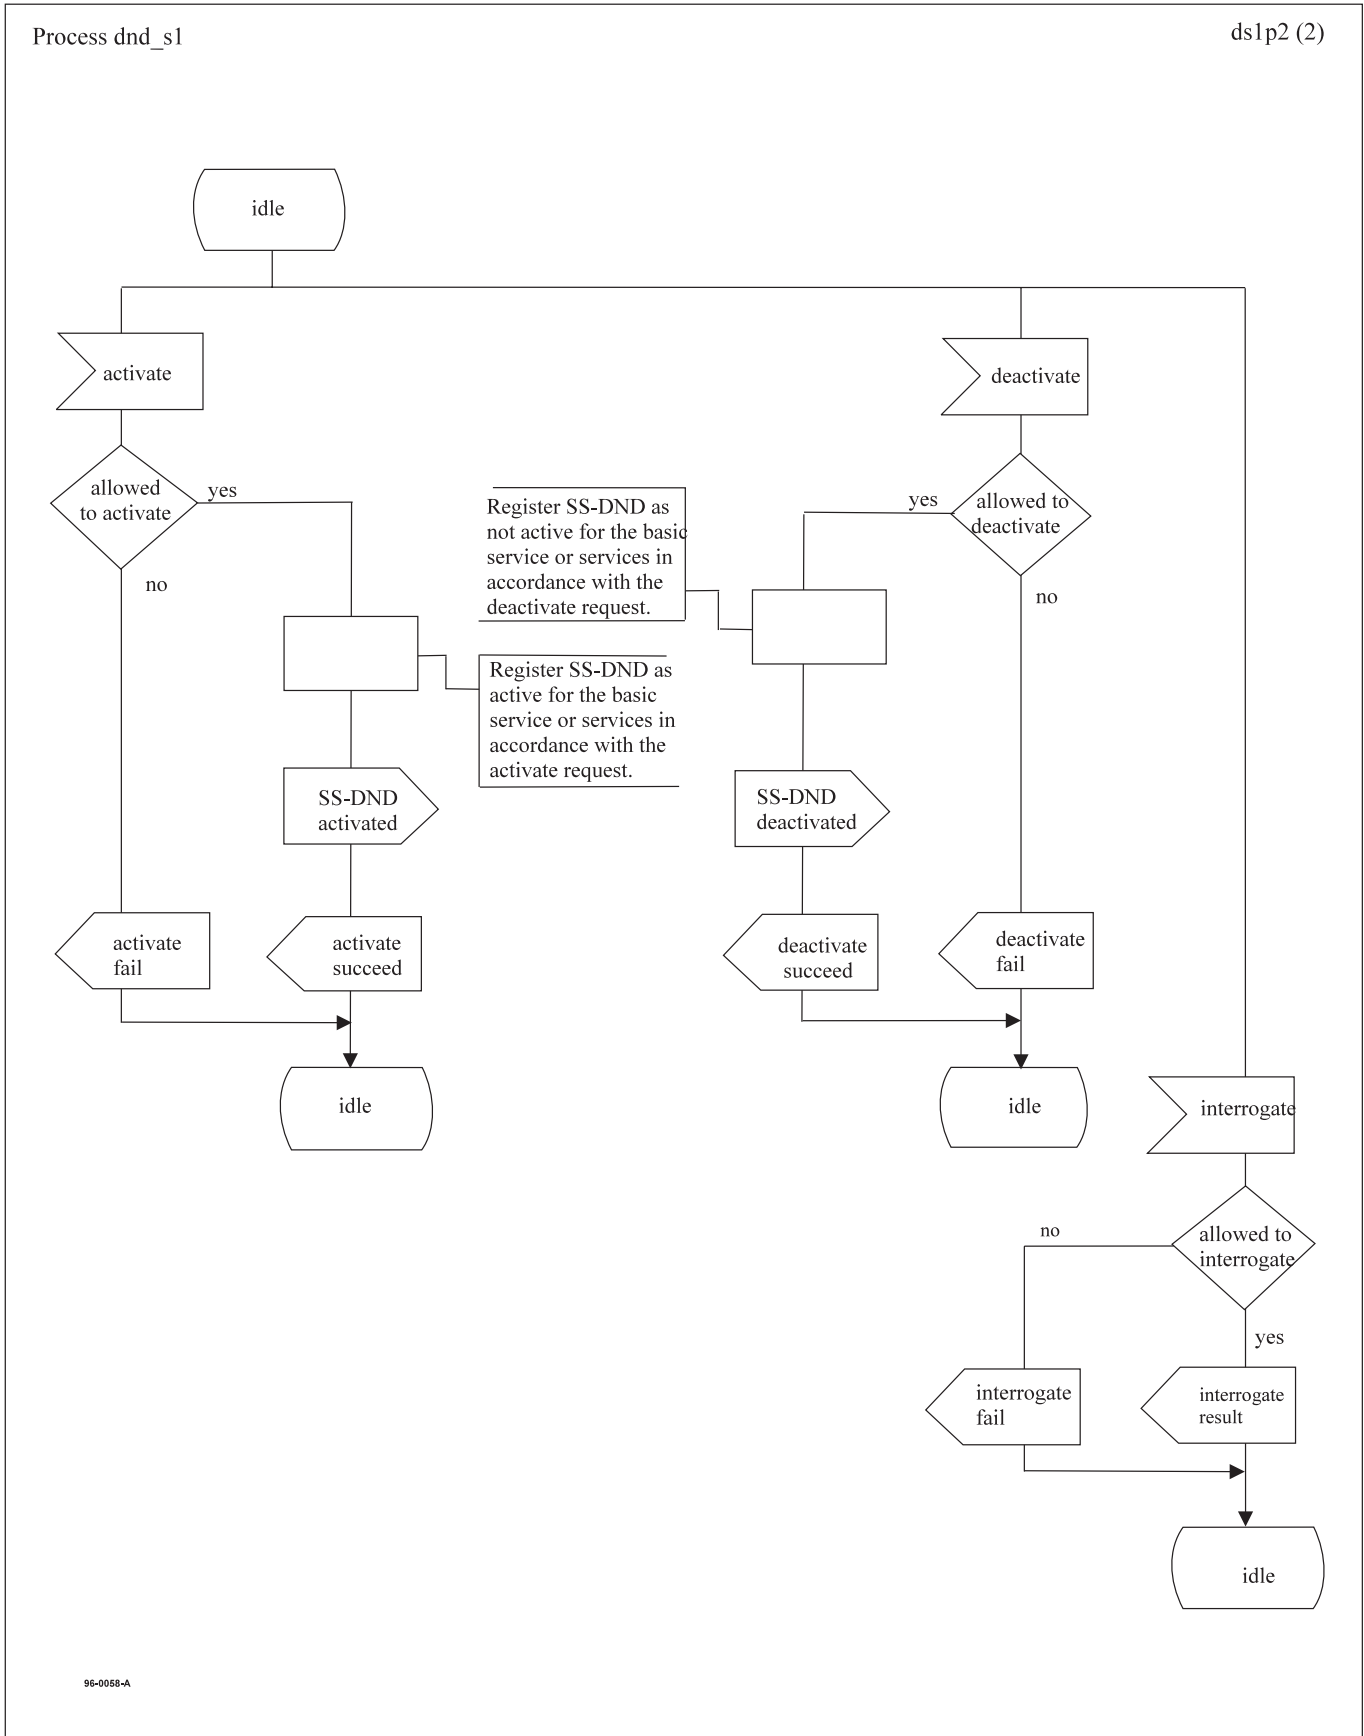 Process dnd_s1
ds1p2 (2)
idle
activate
deactivate
allowed
to activate
yes
no
Register SS-DND as
not active for the basic
service or services in
accordance with the
deactivate request.
yes
allowed to
deactivate
no
Register SS-DND as
active for the basic
service or services in
accordance with the
activate request.
SS-DND
activated
SS-DND
deactivated
activate
fail
activate
succeed
deactivate
succeed
deactivate
fail
idle
idle
interrogate
no
allowed to
interrogate
yes
interrogate
fail
interrogate
result
idle
96-0058-A